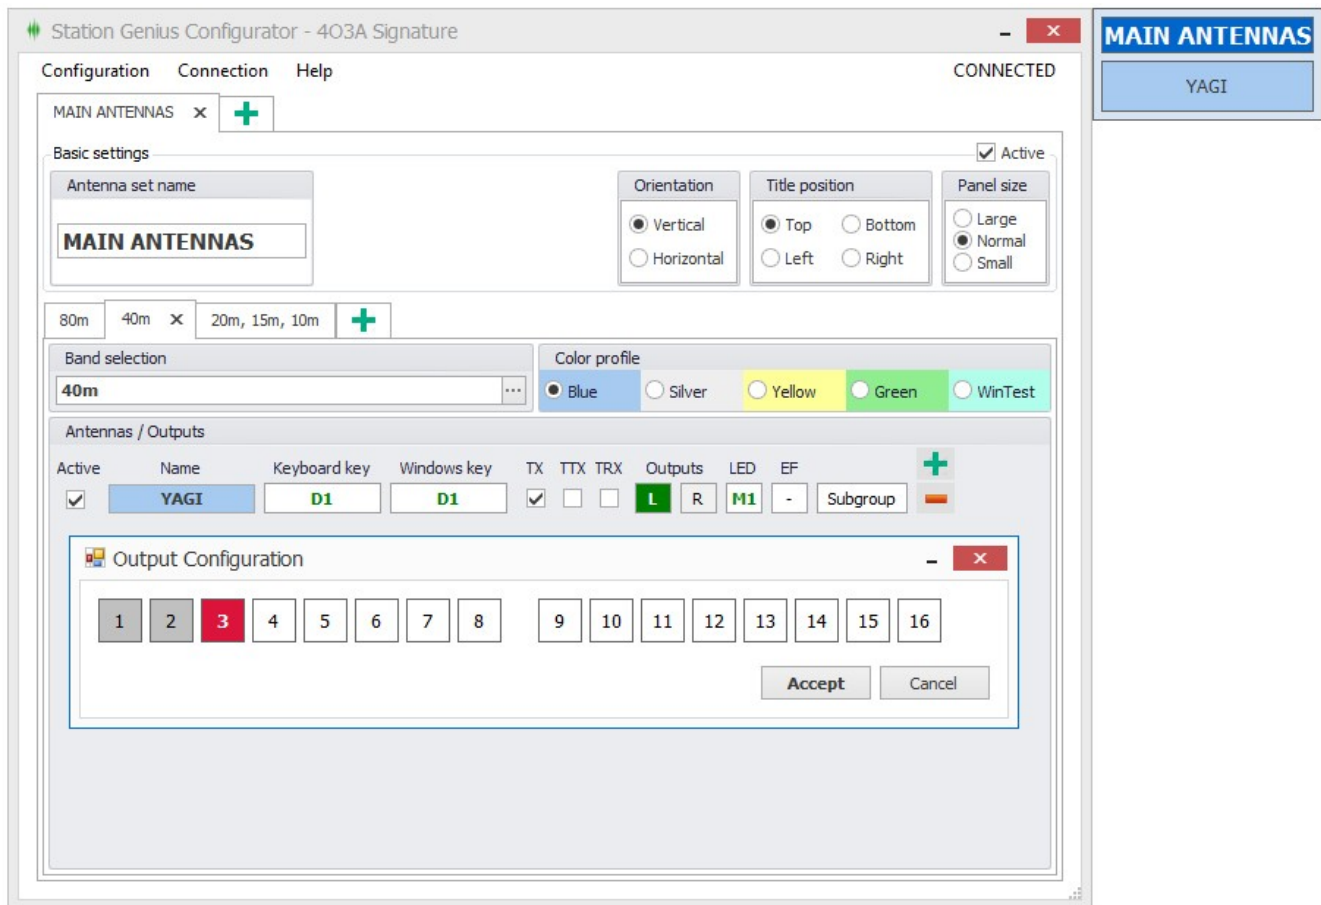 Station Genius Configurator - 4O3A Signature
Configuration Connection Help CONNECTED
MAIN ANTENNAS
Basic settings Active
Antenna set name
MAIN ANTENNAS
Orientation
Vertical
Horizontal
Title position
Top Bottom
Left Right
Panel size
Large
Normal
Small
80m 40m 20m, 15m, 10m
Band selection
40m ...
Color profile
Blue Silver Yellow Green WinTest
Antennas / Outputs
Active Name Keyboard key Windows key TX TTX TRX Outputs LED EF
YAGI D1 D1 L R M1 - Subgroup
Output Configuration
1 2 3 4 5 6 7 8 9 10 11 12 13 14 15 16
Accept Cancel
MAIN ANTENNAS
YAGI